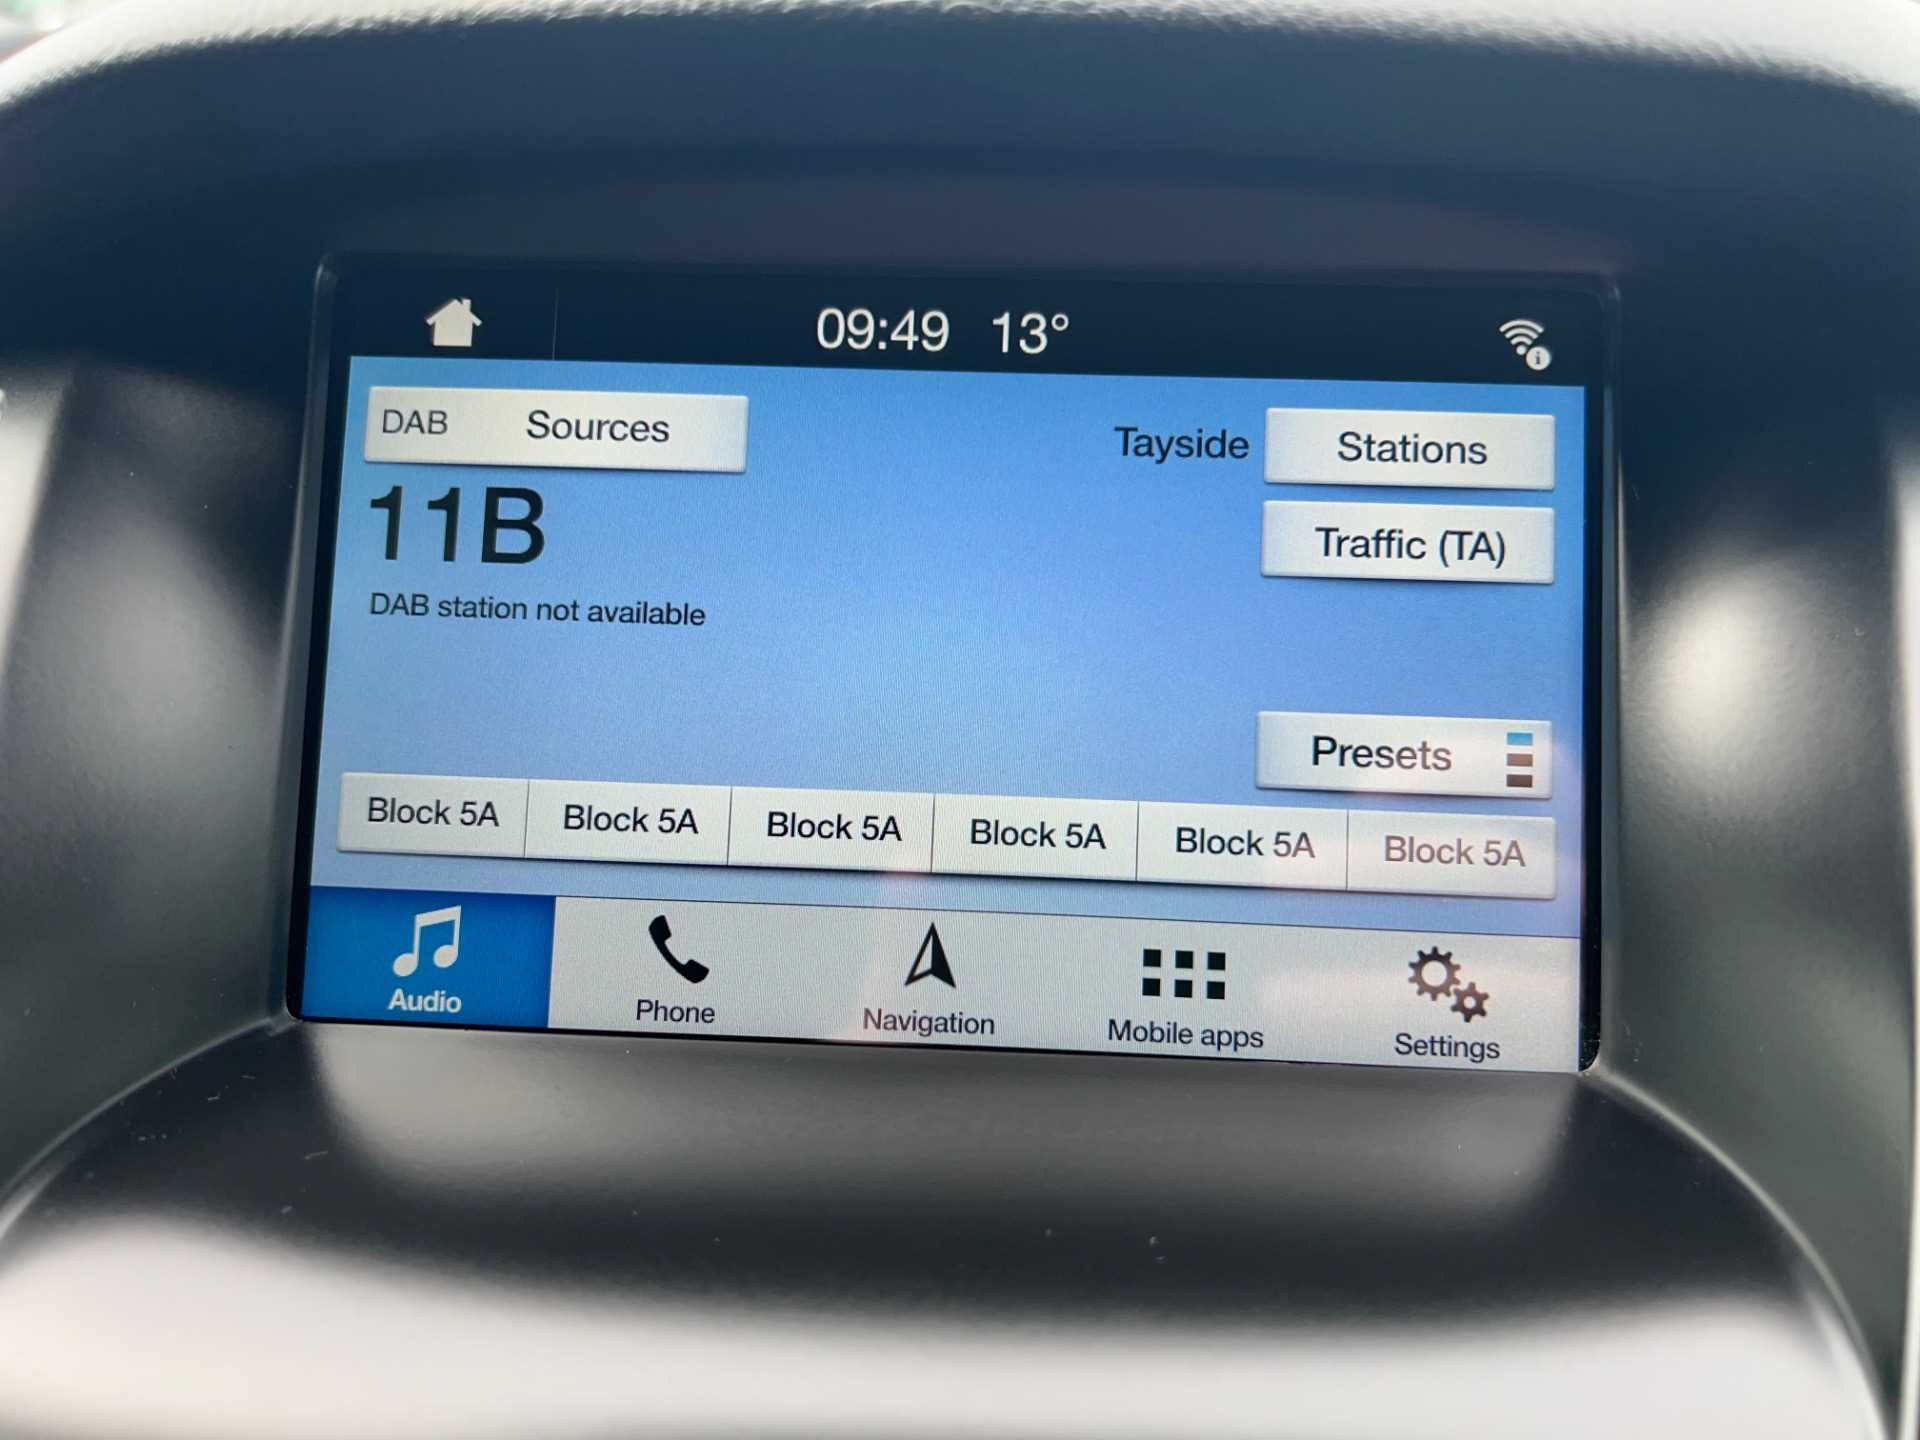 09:49 13°
DAB Sources
Tayside Stations
11B
Traffic (TA)
DAB station not available
Presets
Block 5A Block 5A Block 5A Block 5A Block 5A Block 5A
Audio Phone Navigation Mobile apps Settings